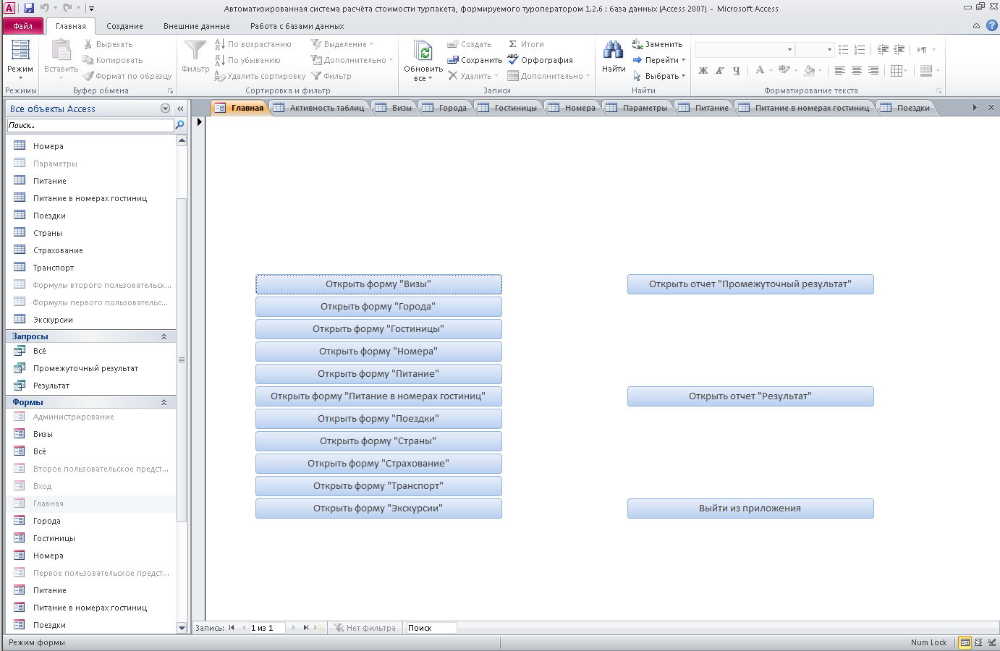 Автоматизированная система расчёта стоимости турпакета, формируемого туроператором 1.2.6 : база данных (Access 2007) - Microsoft Access
Файл
Главная
Создание
Внешние данные
Работа с базами данных
Режим
Режимы
Вставить
Вырезать
Копировать
Формат по образцу
Буфер обмена
Фильтр
По возрастанию
По убыванию
Удалить сортировку
Выделение
Дополнительно
Фильтр
Сортировка и фильтр
Обновить
все
Создать
Сохранить
Удалить
Итоги
Орфография
Дополнительно
Записи
Найти
Заменить
Перейти
Выбрать
Найти
Ж К Ч
Форматирование текста
Все объекты Access
Поиск...
Номера
Параметры
Питание
Питание в номерах гостиниц
Поездки
Страны
Страхование
Транспорт
Формулы второго пользовательск...
Формулы первого пользовательс...
Экскурсии
Запросы
Всё
Промежуточный результат
Результат
Формы
Администрирование
Визы
Всё
Второе пользовательское предст...
Вход
Главная
Города
Гостиницы
Номера
Первое пользовательское предст...
Питание
Питание в номерах гостиниц
Поездки
Главная
Активность таблиц
Визы
Города
Гостиницы
Номера
Параметры
Питание
Питание в номерах гостиниц
Поездки
Открыть форму "Визы"
Открыть форму "Города"
Открыть форму "Гостиницы"
Открыть форму "Номера"
Открыть форму "Питание"
Открыть форму "Питание в номерах гостиниц"
Открыть форму "Поездки"
Открыть форму "Страны"
Открыть форму "Страхование"
Открыть форму "Транспорт"
Открыть форму "Экскурсии"
Открыть отчет "Промежуточный результат"
Открыть отчет "Результат"
Выйти из приложения
Запись: 1 из 1 Нет фильтра Поиск
Режим формы
Num Lock